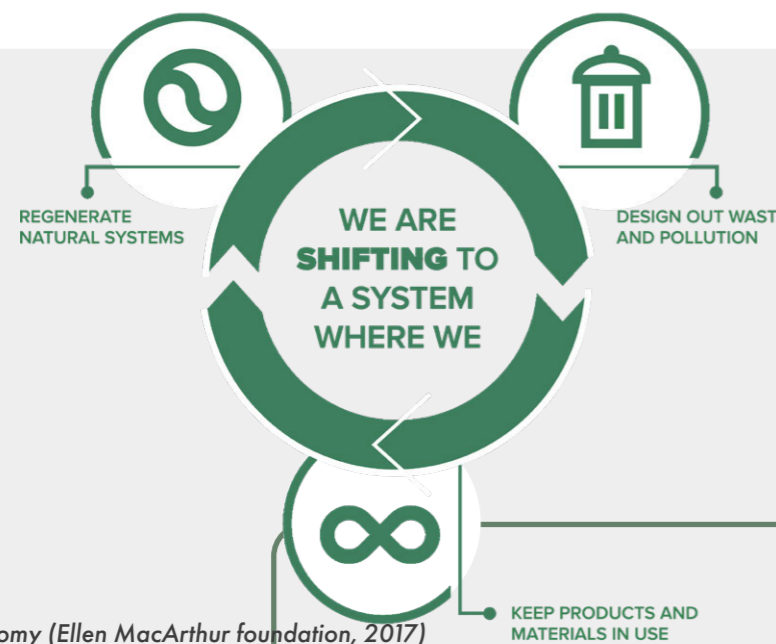 WE ARE
SHIFTING TO
A SYSTEM
WHERE WE
REGENERATE
NATURAL SYSTEMS
DESIGN OUT WAST
AND POLLUTION
KEEP PRODUCTS AND
MATERIALS IN USE
omy (Ellen MacArthur foundation, 2017)